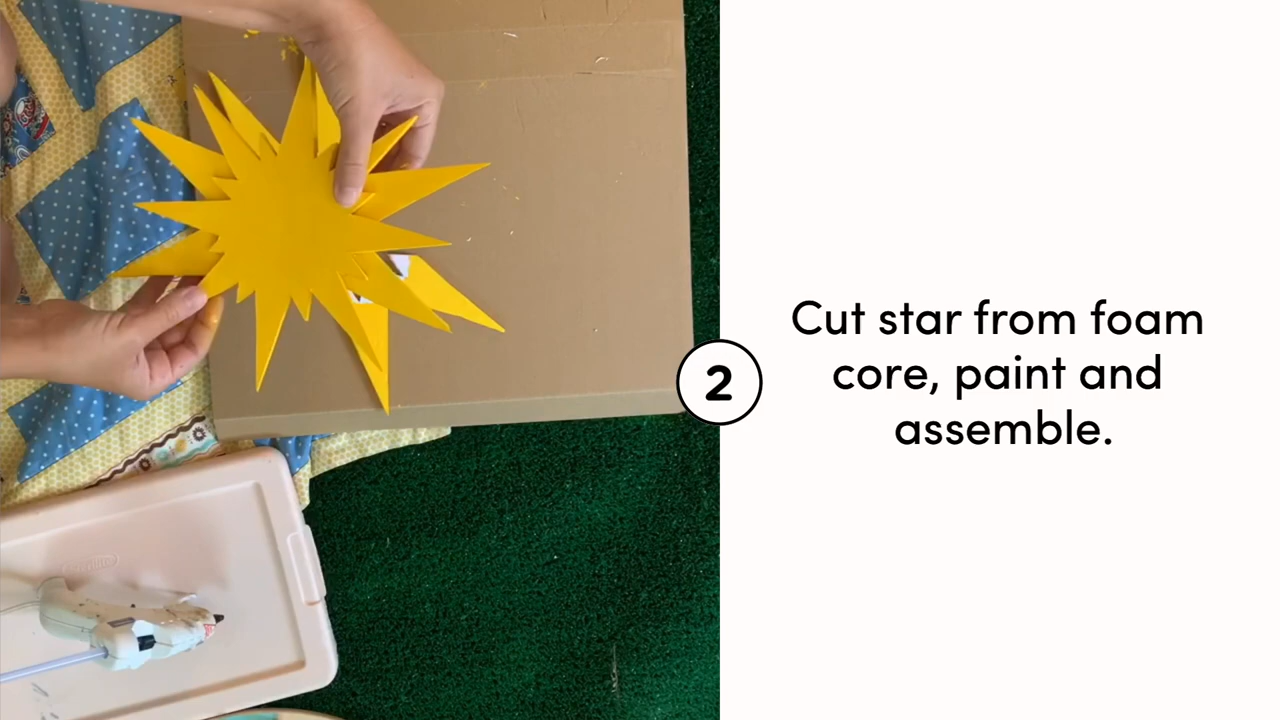 2
Cut star from foam
core, paint and
assemble.